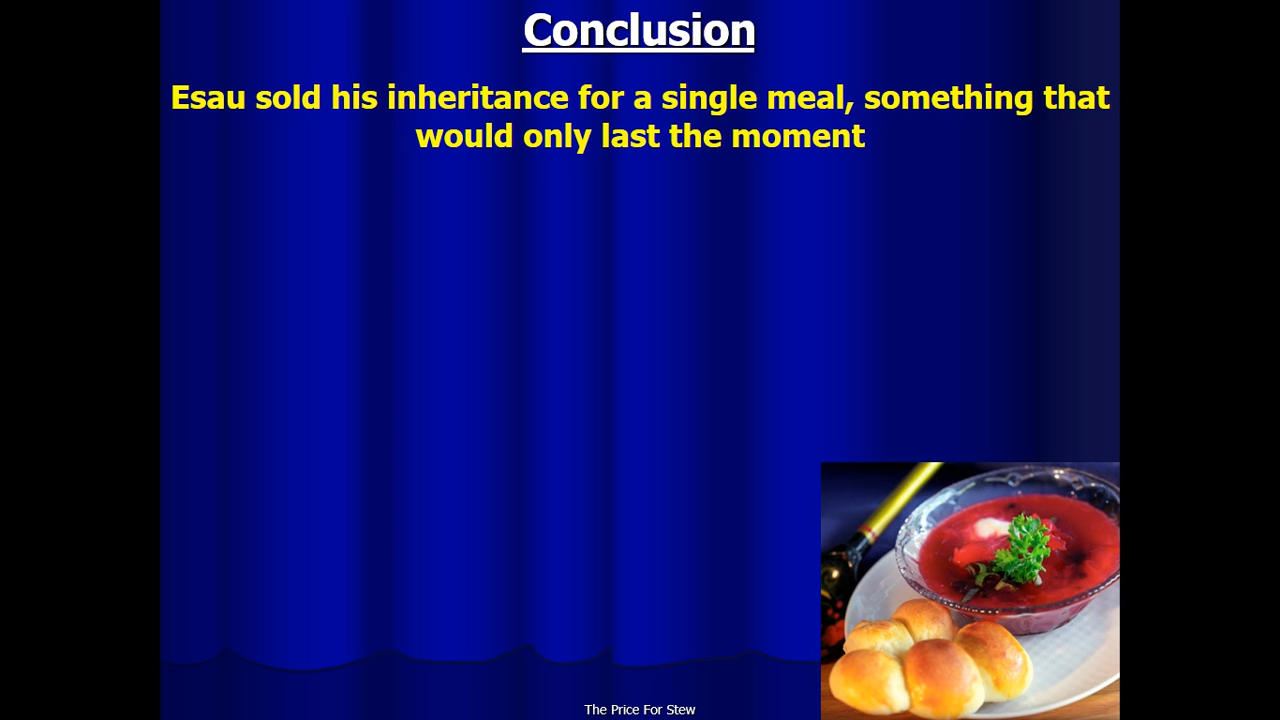 Conclusion
Esau sold his inheritance for a single meal, something that
would only last the moment
The Price For Stew